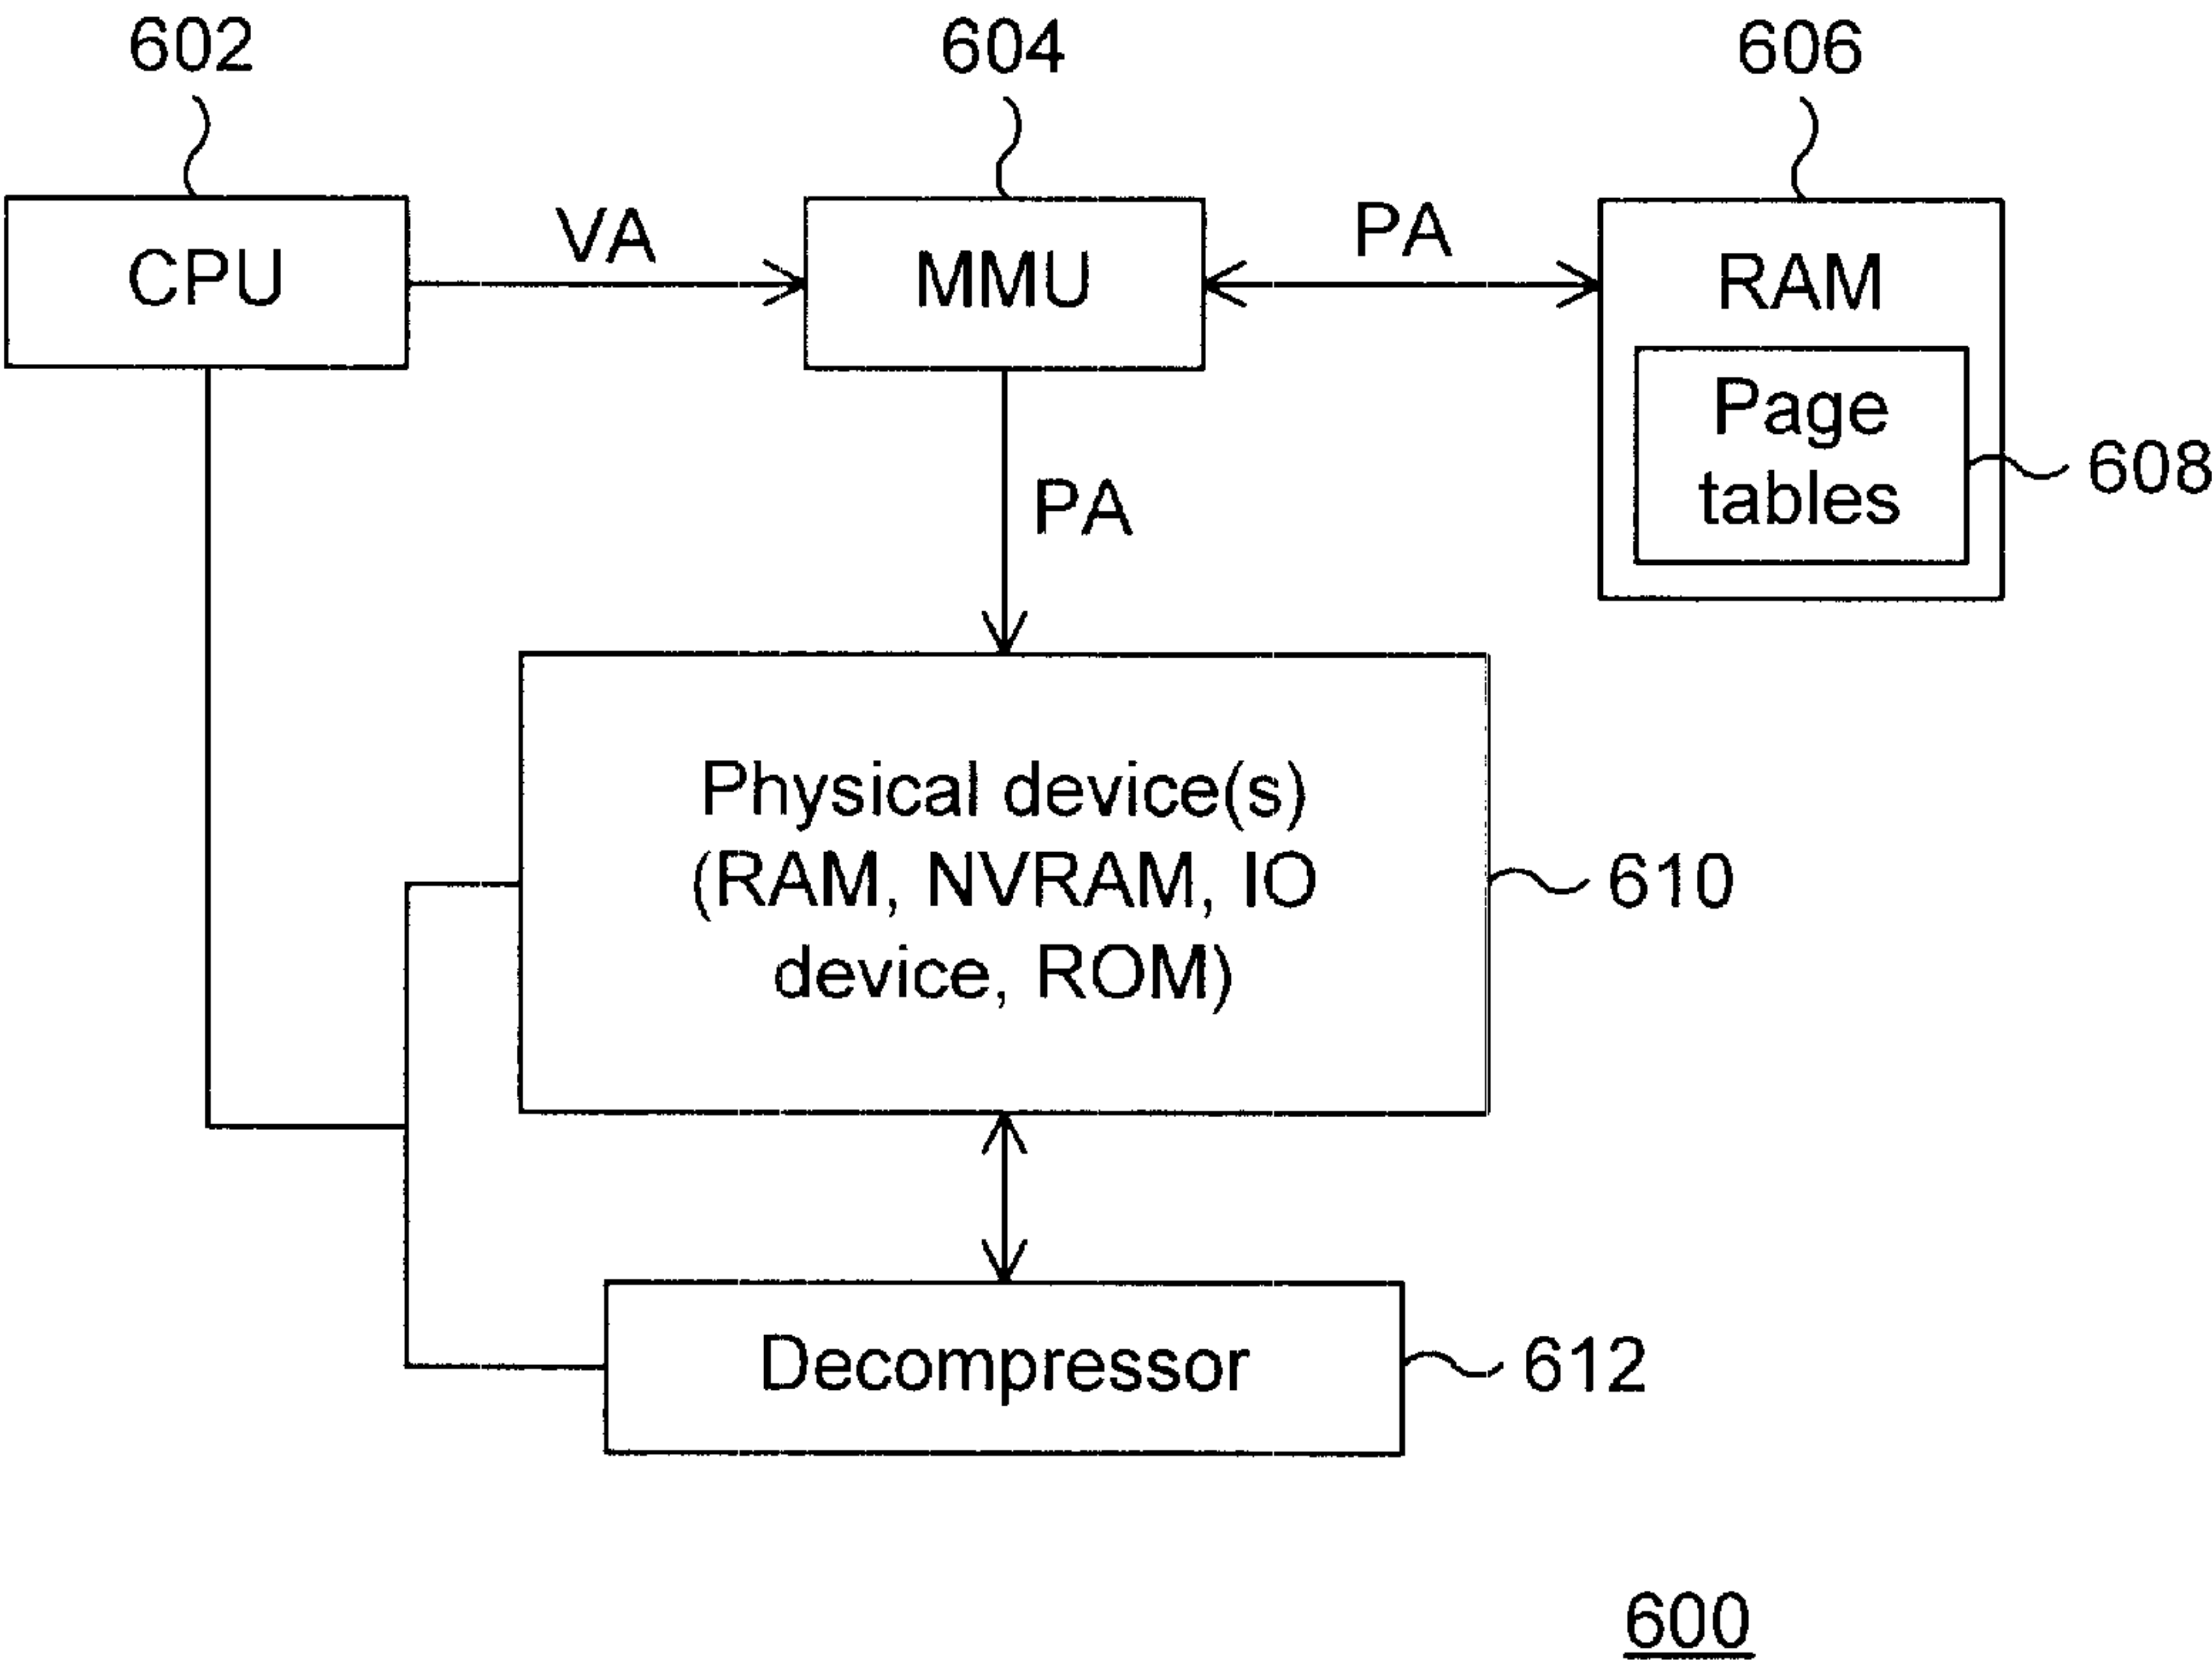 602
604
606
CPU
VA
MMU
PA
RAM
Page
tables
608
PA
Physical device(s)
(RAM, NVRAM, IO
device, ROM)
610
Decompressor
612
600